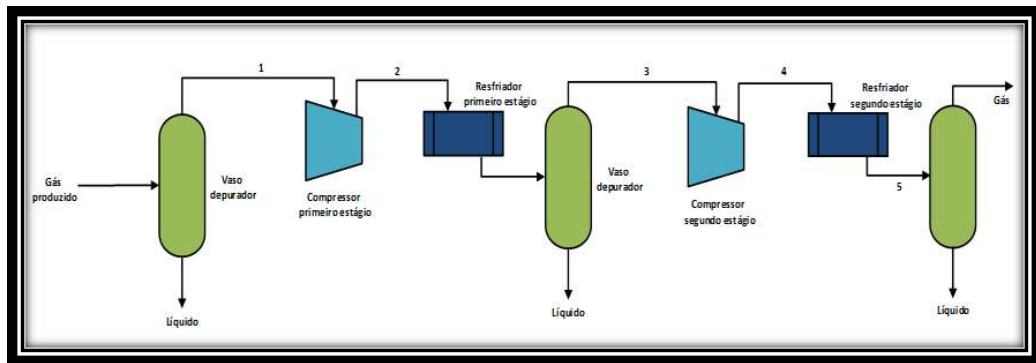 1
2
3
4
Resfriador
primeiro estágio
Resfriador
segundo estágio
Gás
Gás
produzido
Vaso
depurador
Compressor
primeiro estágio
Vaso
depurador
Compressor
segundo estágio
5
Líquido
Líquido
Líquido